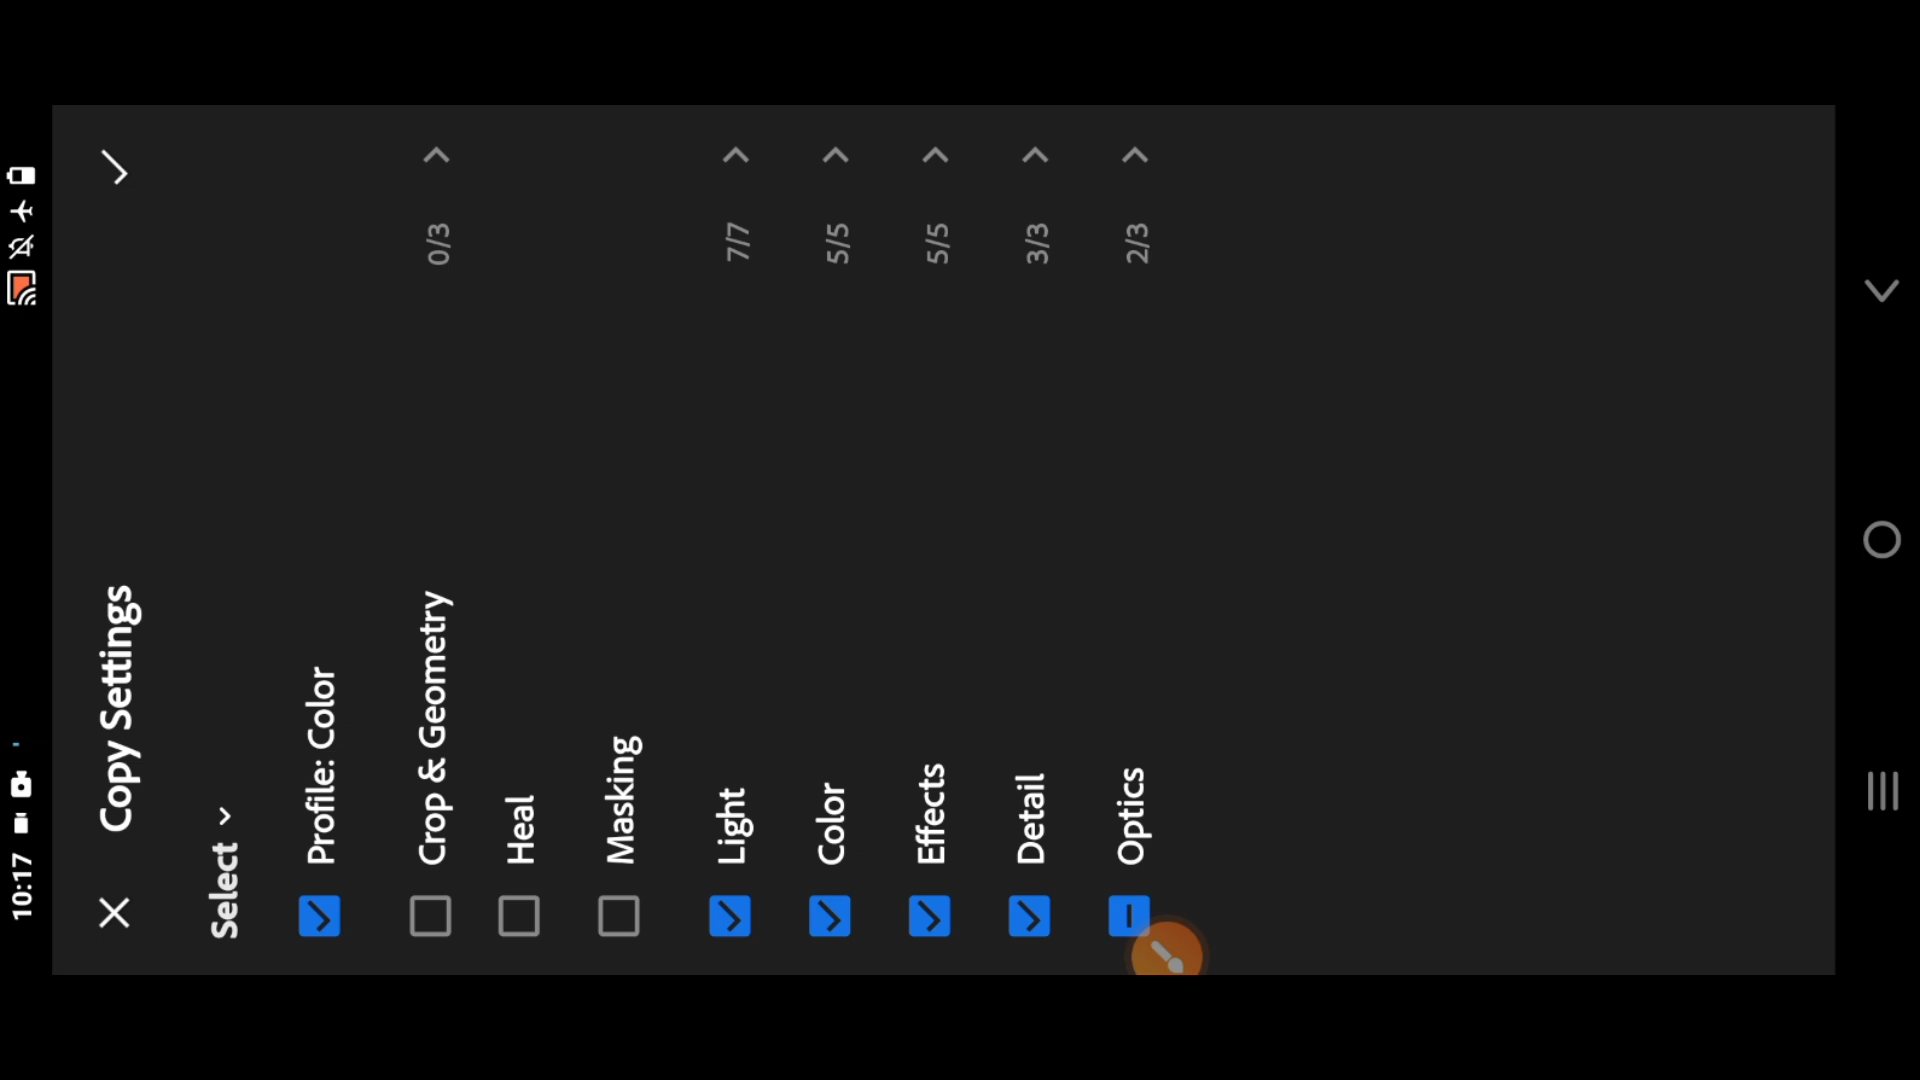 10:17
Copy Settings
Select
Profile: Color
Crop & Geometry 0/3
Heal
Masking
Light 7/7
Color 5/5
Effects 5/5
Detail 3/3
Optics 2/3